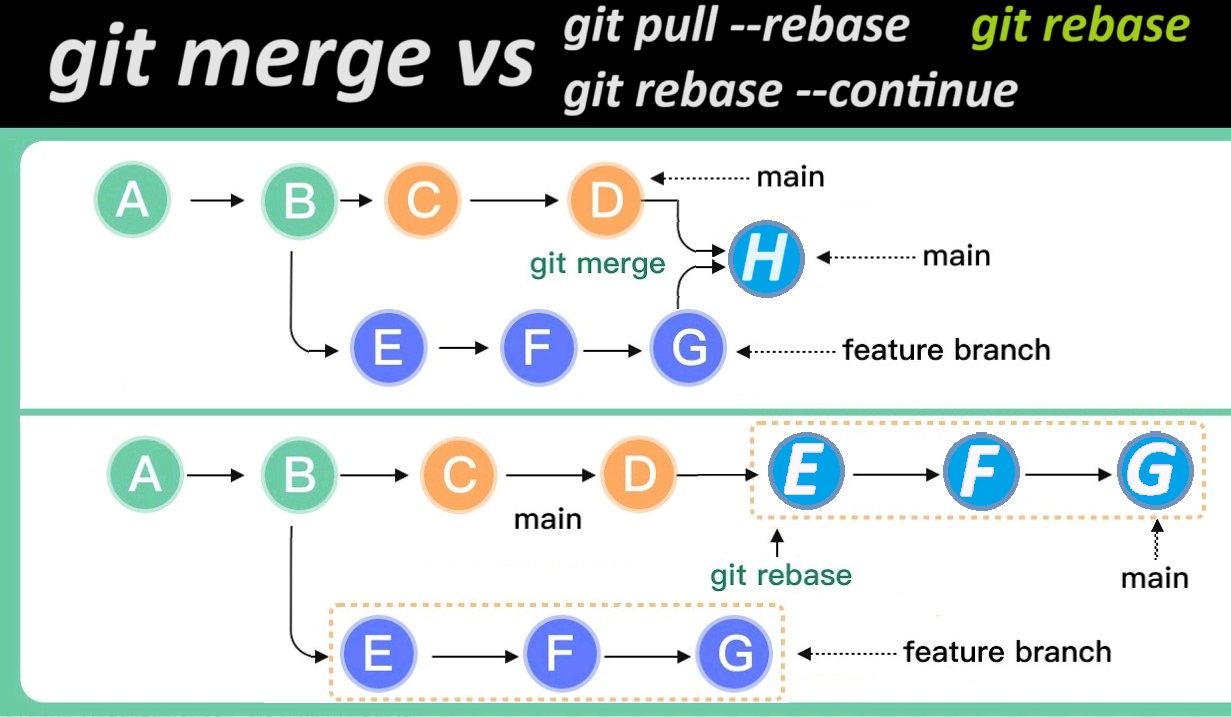 git merge vs
git pull --rebase git rebase
git rebase --continue
A B C D main
H main
git merge
E F G feature branch
A B C D E F G
main
git rebase main
E F G feature branch